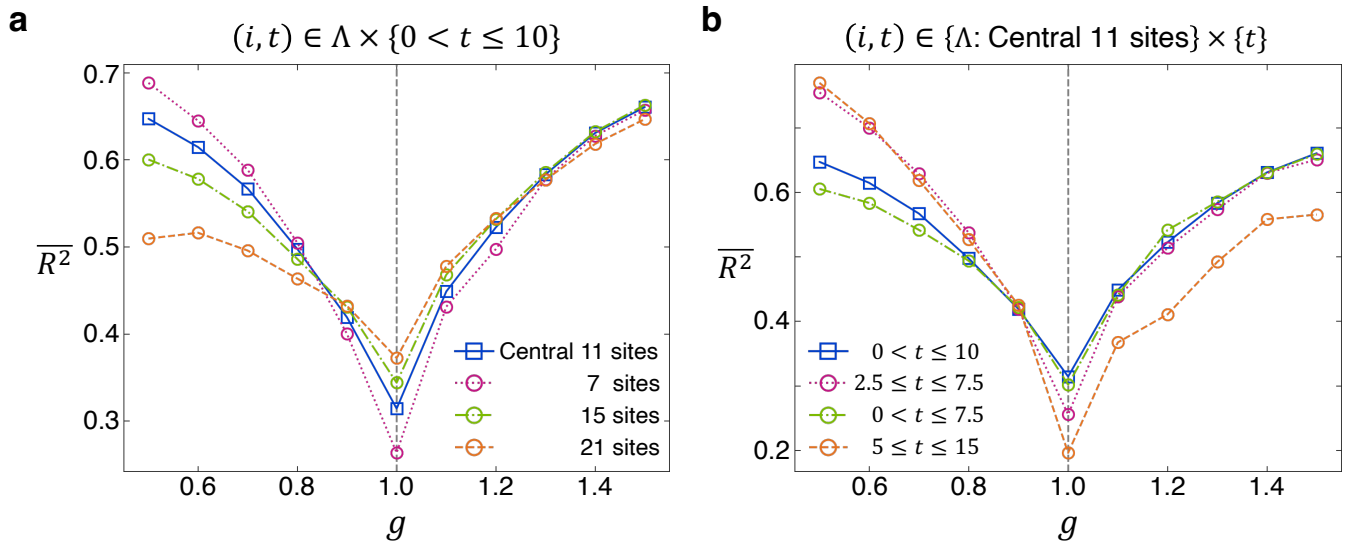 a
(i, t) ∈ Λ × {0 < t ≤ 10}
0.7
0.6
0.5
0.4
0.3
R²
0.6
0.8
1.0
1.2
1.4
g
Central 11 sites
7 sites
15 sites
21 sites
b
(i, t) ∈ {Λ: Central 11 sites} × {t}
0.6
0.4
0.2
R²
0.6
0.8
1.0
1.2
1.4
g
0 < t ≤ 10
2.5 ≤ t ≤ 7.5
0 < t ≤ 7.5
5 ≤ t ≤ 15